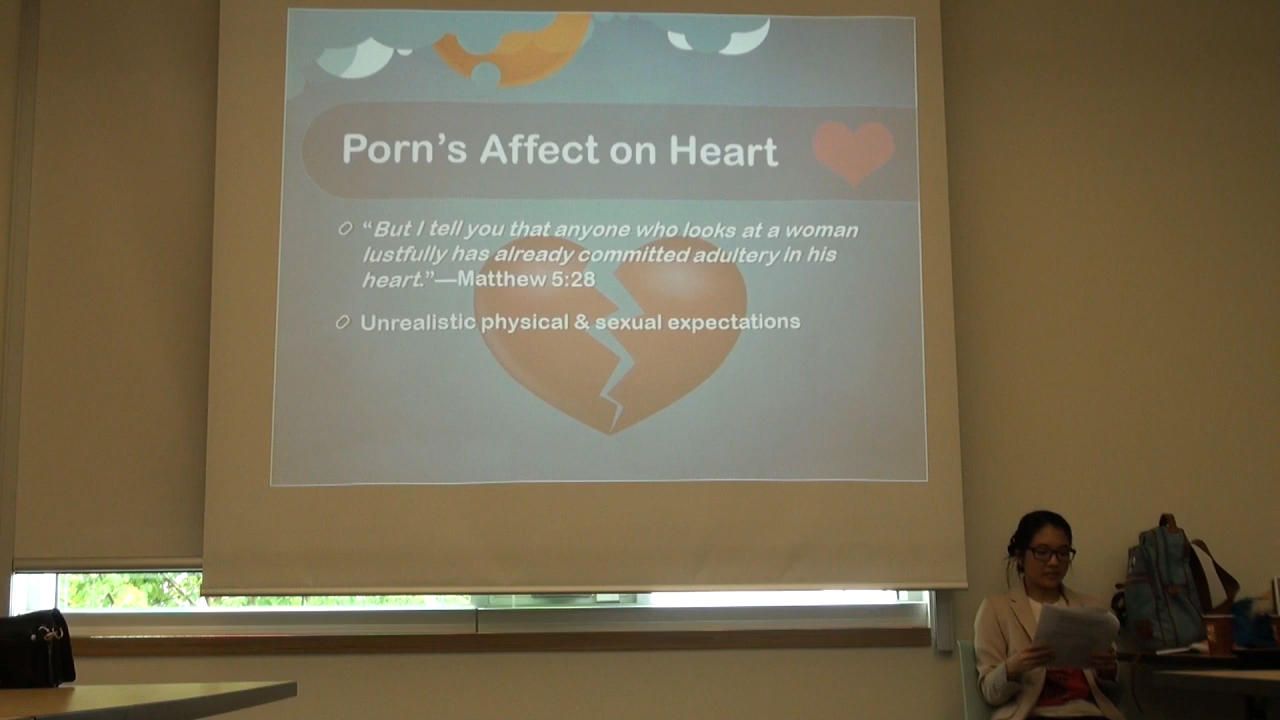 Porn's Affect on Heart
"But I tell you that anyone who looks at a woman
lustfully has already committed adultery in his
heart."—Matthew 5:28
Unrealistic physical & sexual expectations